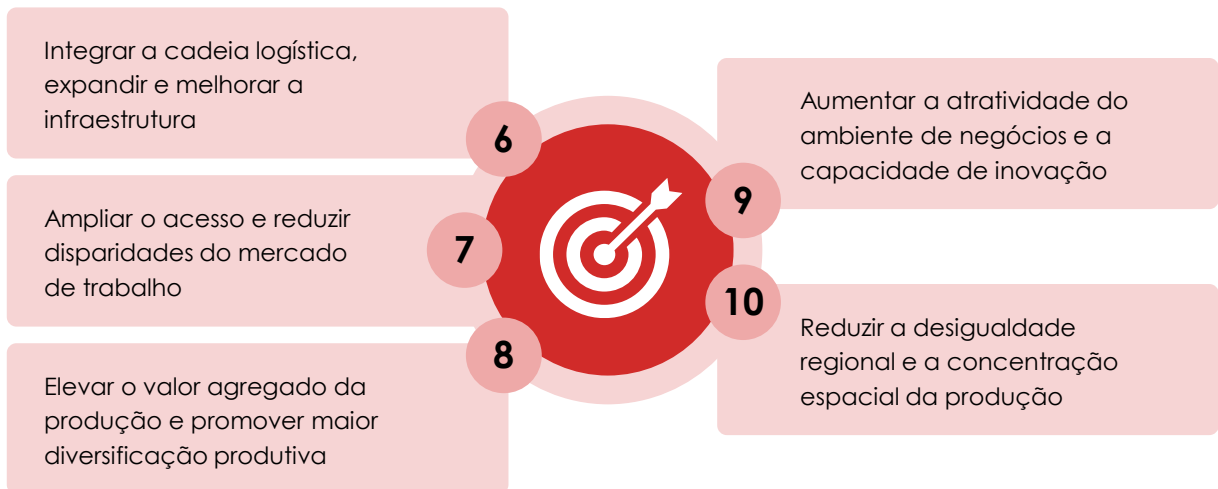 Integrar a cadeia logística,
expandir e melhorar a
infraestrutura
6
Ampliar o acesso e reduzir
disparidades do mercado
de trabalho
7
Elevar o valor agregado da
produção e promover maior
diversificação produtiva
8
Aumentar a atratividade do
ambiente de negócios e a
capacidade de inovação
9
Reduzir a desigualdade
regional e a concentração
espacial da produção
10